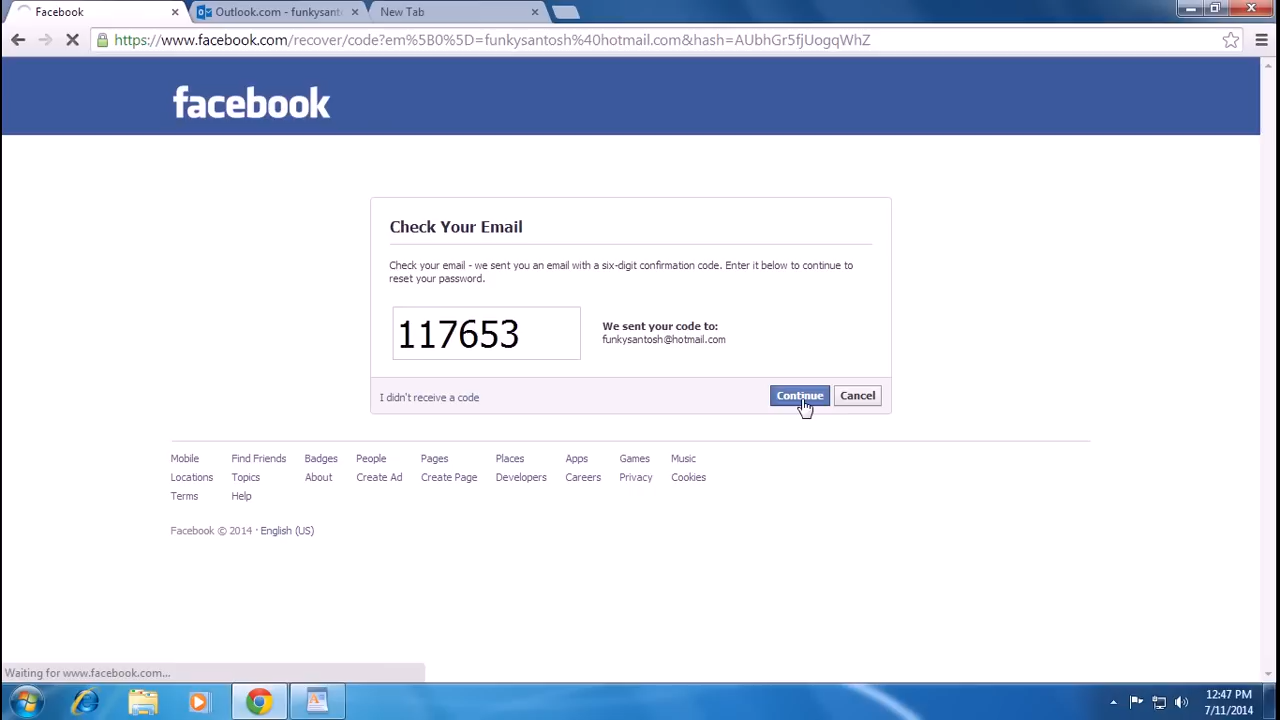 Facebook
Outlook.com - funkysant
New Tab
https://www.facebook.com/recover/code?em%5B0%5D=funkysantosh%40hotmail.com&hash=AUbhGr5fjUogqWhZ
facebook
Check Your Email
Check your email - we sent you an email with a six-digit confirmation code. Enter it below to continue to
reset your password.
117653
We sent your code to:
funkysantosh@hotmail.com
I didn't receive a code
Continue
Cancel
Mobile Find Friends Badges People Pages Places Apps Games Music
Locations Topics About Create Ad Create Page Developers Careers Privacy Cookies
Terms Help
Facebook © 2014 · English (US)
Waiting for www.facebook.com...
12:47 PM
7/11/2014